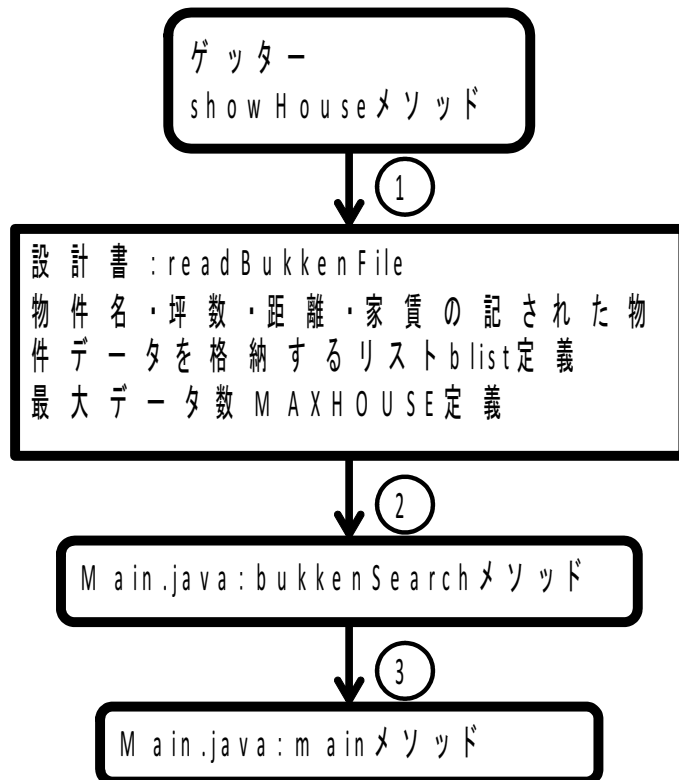 ゲッター
showHouseメソッド
①
設計書:readBukkenFile
物件名・坪数・距離・家賃の記された物
件データを格納するリストblist定義
最大データ数MAXHOUSE定義
②
Main.java:bukkenSearchメソッド
③
Main.java:mainメソッド